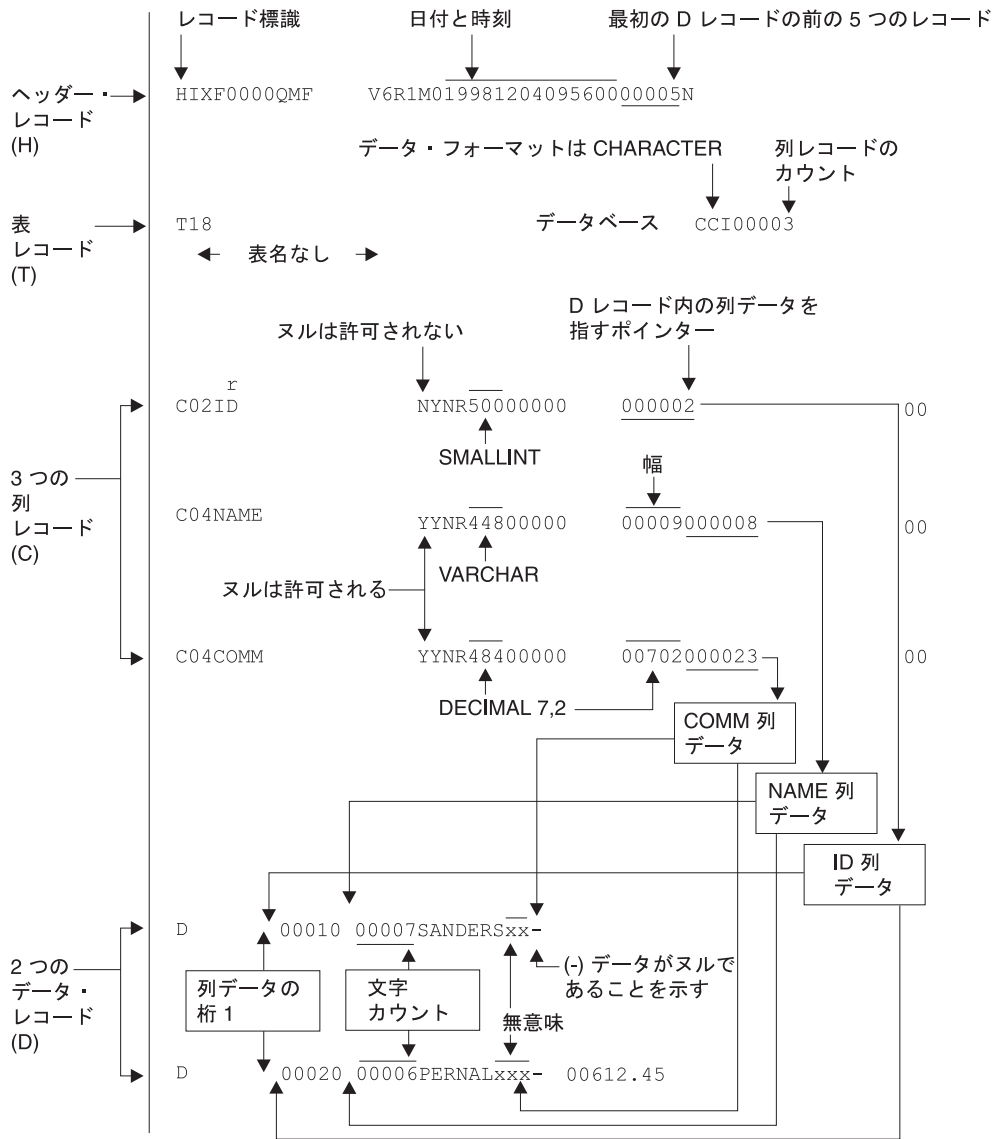 レコード標識
日付と時刻
最初の D レコードの前の 5 つのレコード
ヘッダー・
レコード
(H)
HIXF0000QMF V6R1M01998120409560000005N
データ・フォーマットは CHARACTER
列レコードの
カウント
表
レコード
(T)
T18
データベース
CCI00003
表名なし
ヌルは許可されない
D レコード内の列データを
指すポインター
r
C02ID NYNR50000000 000002 00
SMALLINT
幅
3 つの
列
レコード
(C)
C04NAME YYNR44800000 00009000008 00
VARCHAR
ヌルは許可される
C04COMM YYNR48400000 00702000023 00
DECIMAL 7,2
COMM 列
データ
NAME 列
データ
ID 列
データ
D 00010 00007SANDERSxx-
2 つの
データ・
レコード
(D)
列データの
桁 1
文字
カウント
無意味
(-) データがヌルで
あることを示す
D 00020 00006PERNALxxx- 00612.45